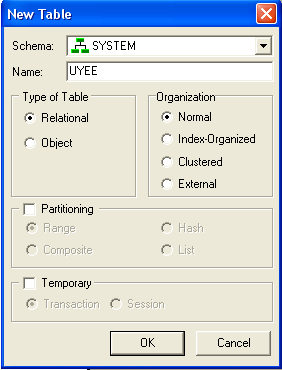 New Table
Schema: SYSTEM
Name: UYEE
Type of Table
Relational
Object
Organization
Normal
Index-Organized
Clustered
External
Partitioning
Range Hash
Composite List
Temporary
Transaction Session
OK Cancel